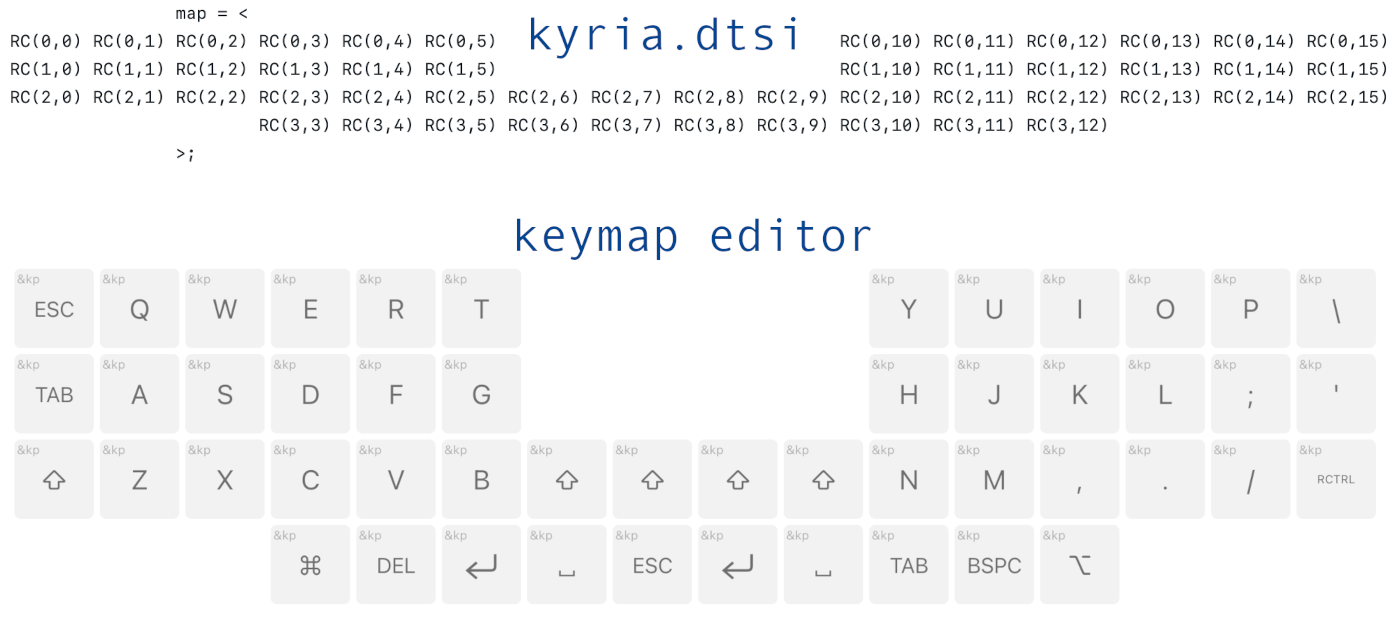 map = <
kyria.dtsi
RC(0,0) RC(0,1) RC(0,2) RC(0,3) RC(0,4) RC(0,5) RC(0,10) RC(0,11) RC(0,12) RC(0,13) RC(0,14) RC(0,15)
RC(1,0) RC(1,1) RC(1,2) RC(1,3) RC(1,4) RC(1,5) RC(1,10) RC(1,11) RC(1,12) RC(1,13) RC(1,14) RC(1,15)
RC(2,0) RC(2,1) RC(2,2) RC(2,3) RC(2,4) RC(2,5) RC(2,6) RC(2,7) RC(2,8) RC(2,9) RC(2,10) RC(2,11) RC(2,12) RC(2,13) RC(2,14) RC(2,15)
RC(3,3) RC(3,4) RC(3,5) RC(3,6) RC(3,7) RC(3,8) RC(3,9) RC(3,10) RC(3,11) RC(3,12)
>;
keymap editor
&kp &kp &kp &kp &kp &kp &kp &kp &kp &kp &kp &kp
ESC Q W E R T Y U I O P \
&kp &kp &kp &kp &kp &kp &kp &kp &kp &kp &kp &kp
TAB A S D F G H J K L ; '
&kp &kp &kp &kp &kp &kp &kp &kp &kp &kp &kp &kp &kp &kp &kp &kp
⇧ Z X C V B ⇧ ⇧ ⇧ ⇧ N M , . / RCTRL
&kp &kp &kp &kp &kp &kp &kp &kp &kp &kp
⌘ DEL ↵ ⎵ ESC ↵ ⎵ TAB BSPC ⌥